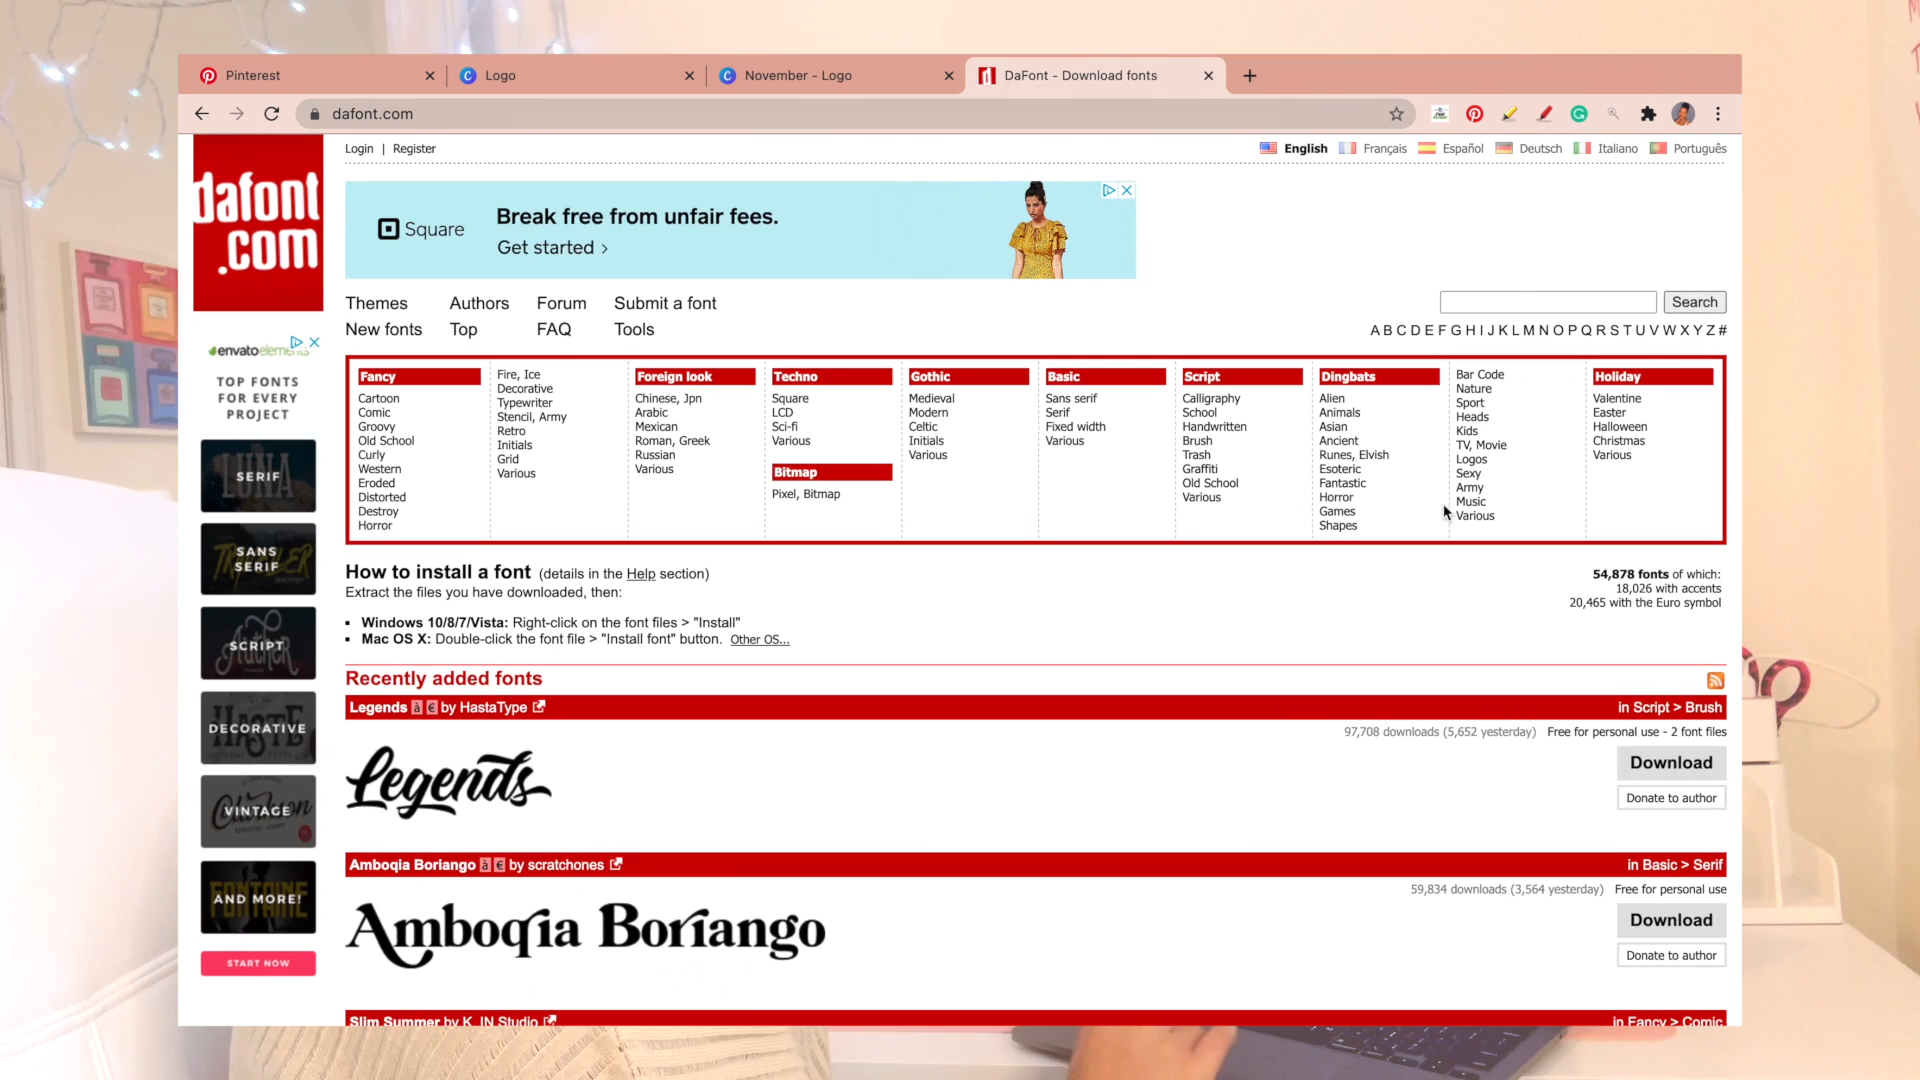 Pinterest
Logo
November - Logo
DaFont - Download fonts
dafont.com
Login | Register
English Français Español Deutsch Italiano Português
dafont
.com
Square
Break free from unfair fees.
Get started >
Themes Authors Forum Submit a font
New fonts Top FAQ Tools
Search
A B C D E F G H I J K L M N O P Q R S T U V W X Y Z #
envatoelements
TOP FONTS
FOR EVERY
PROJECT
LUNA
SERIF
SANS
SERIF
Author
SCRIPT
HASTE
DECORATIVE
VINTAGE
FONTAINE
AND MORE!
START NOW
Fancy
Cartoon
Comic
Groovy
Old School
Curly
Western
Eroded
Distorted
Destroy
Horror
Fire, Ice
Decorative
Typewriter
Stencil, Army
Retro
Initials
Grid
Various
Foreign look
Chinese, Jpn
Arabic
Mexican
Roman, Greek
Russian
Various
Techno
Square
LCD
Sci-fi
Various
Bitmap
Pixel, Bitmap
Gothic
Medieval
Modern
Celtic
Initials
Various
Basic
Sans serif
Serif
Fixed width
Various
Script
Calligraphy
School
Handwritten
Brush
Trash
Graffiti
Old School
Various
Dingbats
Alien
Animals
Asian
Ancient
Runes, Elvish
Esoteric
Fantastic
Horror
Games
Shapes
Bar Code
Nature
Sport
Heads
Kids
TV, Movie
Logos
Sexy
Army
Music
Various
Holiday
Valentine
Easter
Halloween
Christmas
Various
How to install a font (details in the Help section)
Extract the files you have downloaded, then:
Windows 10/8/7/Vista: Right-click on the font files > "Install"
Mac OS X: Double-click the font file > "Install font" button. Other OS...
54,878 fonts of which:
18,026 with accents
20,465 with the Euro symbol
Recently added fonts
Legends à € by HastaType in Script > Brush
97,708 downloads (5,652 yesterday) Free for personal use - 2 font files
Legends
Download
Donate to author
Amboqia Boriango à € by scratchones in Basic > Serif
59,834 downloads (3,564 yesterday) Free for personal use
Amboqia Boriango
Download
Donate to author
Slim Summer by K_IN Studio in Fancy > Comic